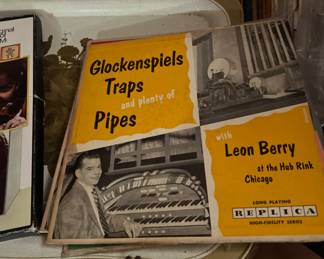 Glockenspiels
Traps
and plenty of
Pipes
with
Leon Berry
at the Hub Rink
Chicago
LONG PLAYING
REPLICA
HIGH-FIDELITY SERIES